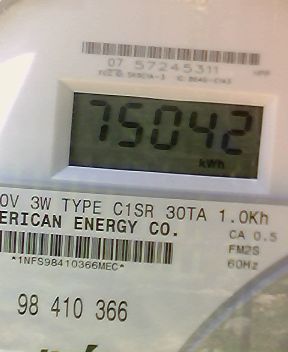 07 57245311
75042
kWh
0V 3W TYPE C1SR 30TA 1.0Kh
ERICAN ENERGY CO.
CA 0.5
FM2S
60Hz
*1NFS98410366MEC*
98 410 366